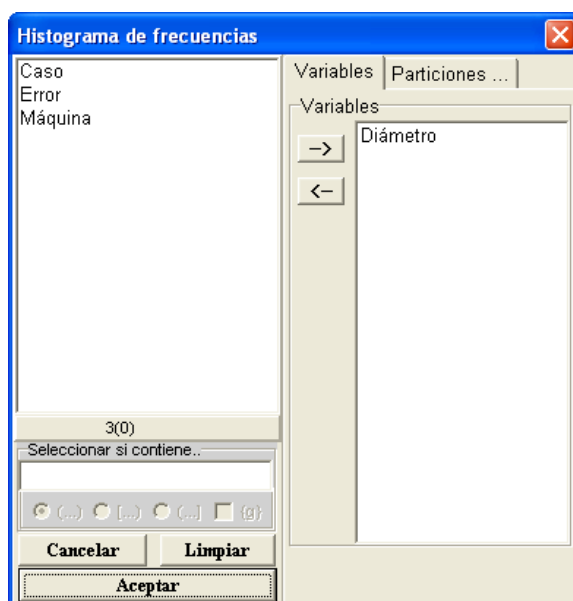 Histograma de frecuencias
Caso
Error
Máquina
3(0)
Seleccionar si contiene..
(...) [...) (...] {g}
Cancelar Limpiar
Aceptar
Variables Particiones ...
Variables
-->
<--
Diámetro